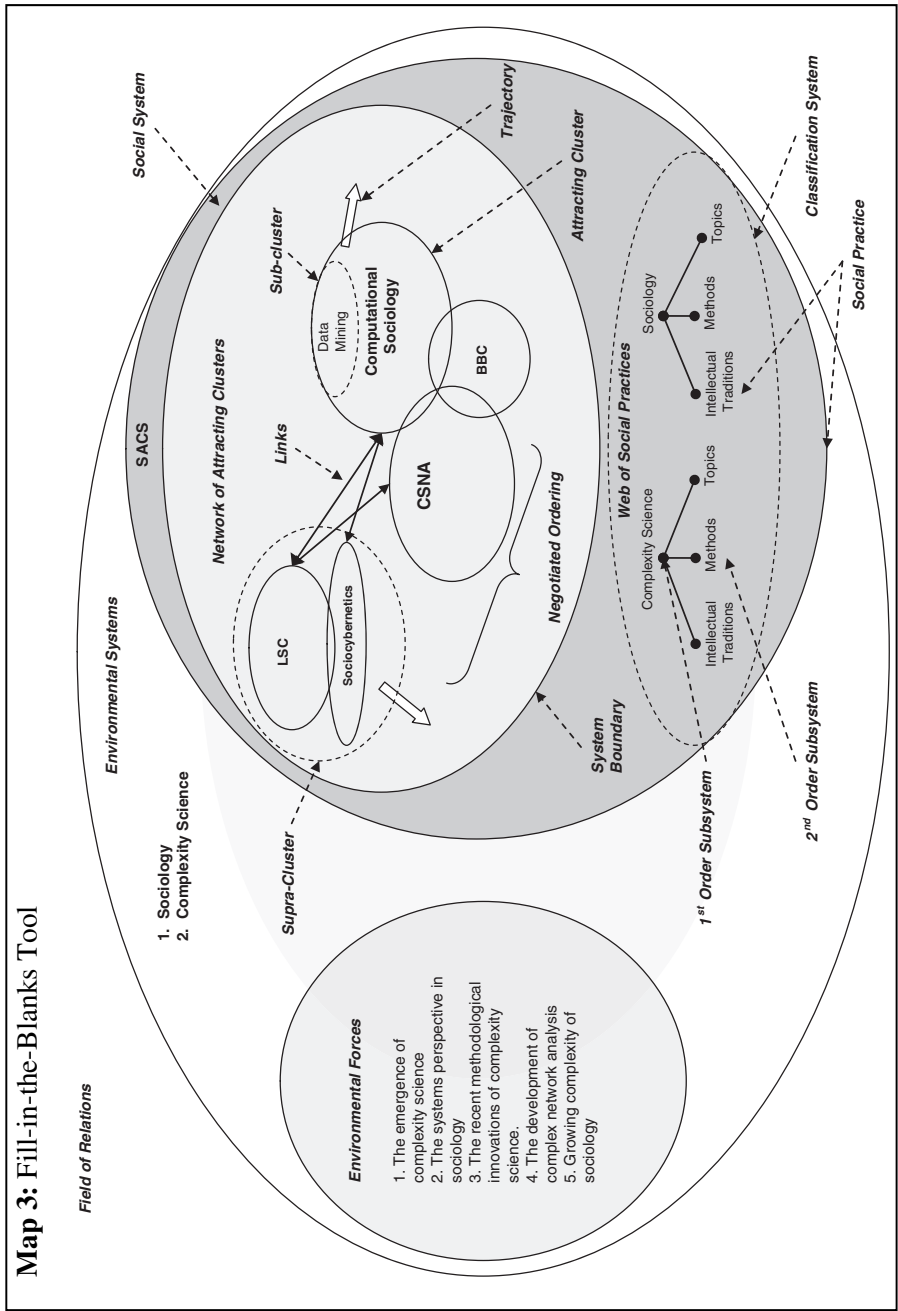 Map 3: Fill-in-the-Blanks Tool
Field of Relations
Environmental Systems
1. Sociology
2. Complexity Science
Social System
SACS
Network of Attracting Clusters
Sub-cluster
Links
Trajectory
Data
Mining
Computational
Sociology
LSC
Sociocybernetics
CSNA
BBC
Supra-Cluster
Attracting Cluster
Negotiated Ordering
System
Boundary
Environmental Forces
1. The emergence of
complexity science
2. The systems perspective in
sociology
3. The recent methodological
innovations of complexity
science.
4. The development of
complex network analysis
5. Growing complexity of
sociology
Web of Social Practices
Complexity Science
Intellectual
Traditions
Methods
Topics
Sociology
Intellectual
Traditions
Methods
Topics
1st Order Subsystem
2nd Order Subsystem
Classification System
Social Practice